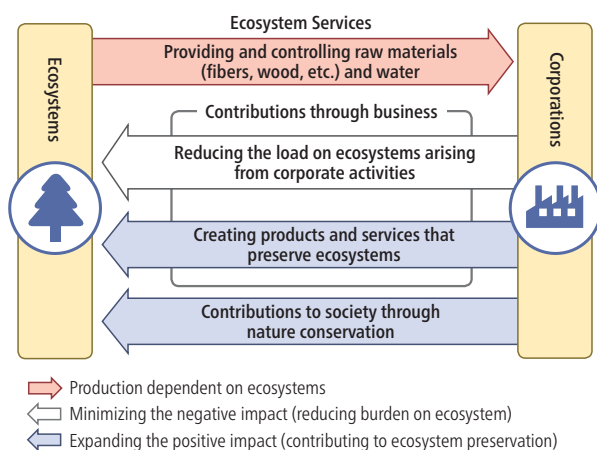 Ecosystem Services
Ecosystems
Providing and controlling raw materials
(fibers, wood, etc.) and water
Corporations
Contributions through business
Reducing the load on ecosystems arising
from corporate activities
Creating products and services that
preserve ecosystems
Contributions to society through
nature conservation
Production dependent on ecosystems
Minimizing the negative impact (reducing burden on ecosystem)
Expanding the positive impact (contributing to ecosystem preservation)